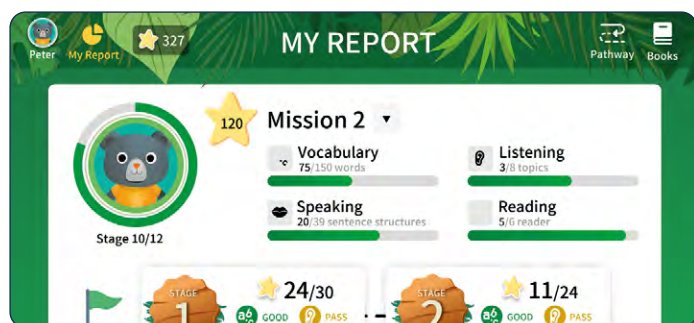 Peter
My Report
327
MY REPORT
Pathway
Books
120
Mission 2
Vocabulary
75/150 words
Listening
3/8 topics
Speaking
20/39 sentence structures
Reading
5/6 reader
Stage 10/12
STAGE
1
24/30
GOOD
PASS
STAGE
2
11/24
GOOD
PASS